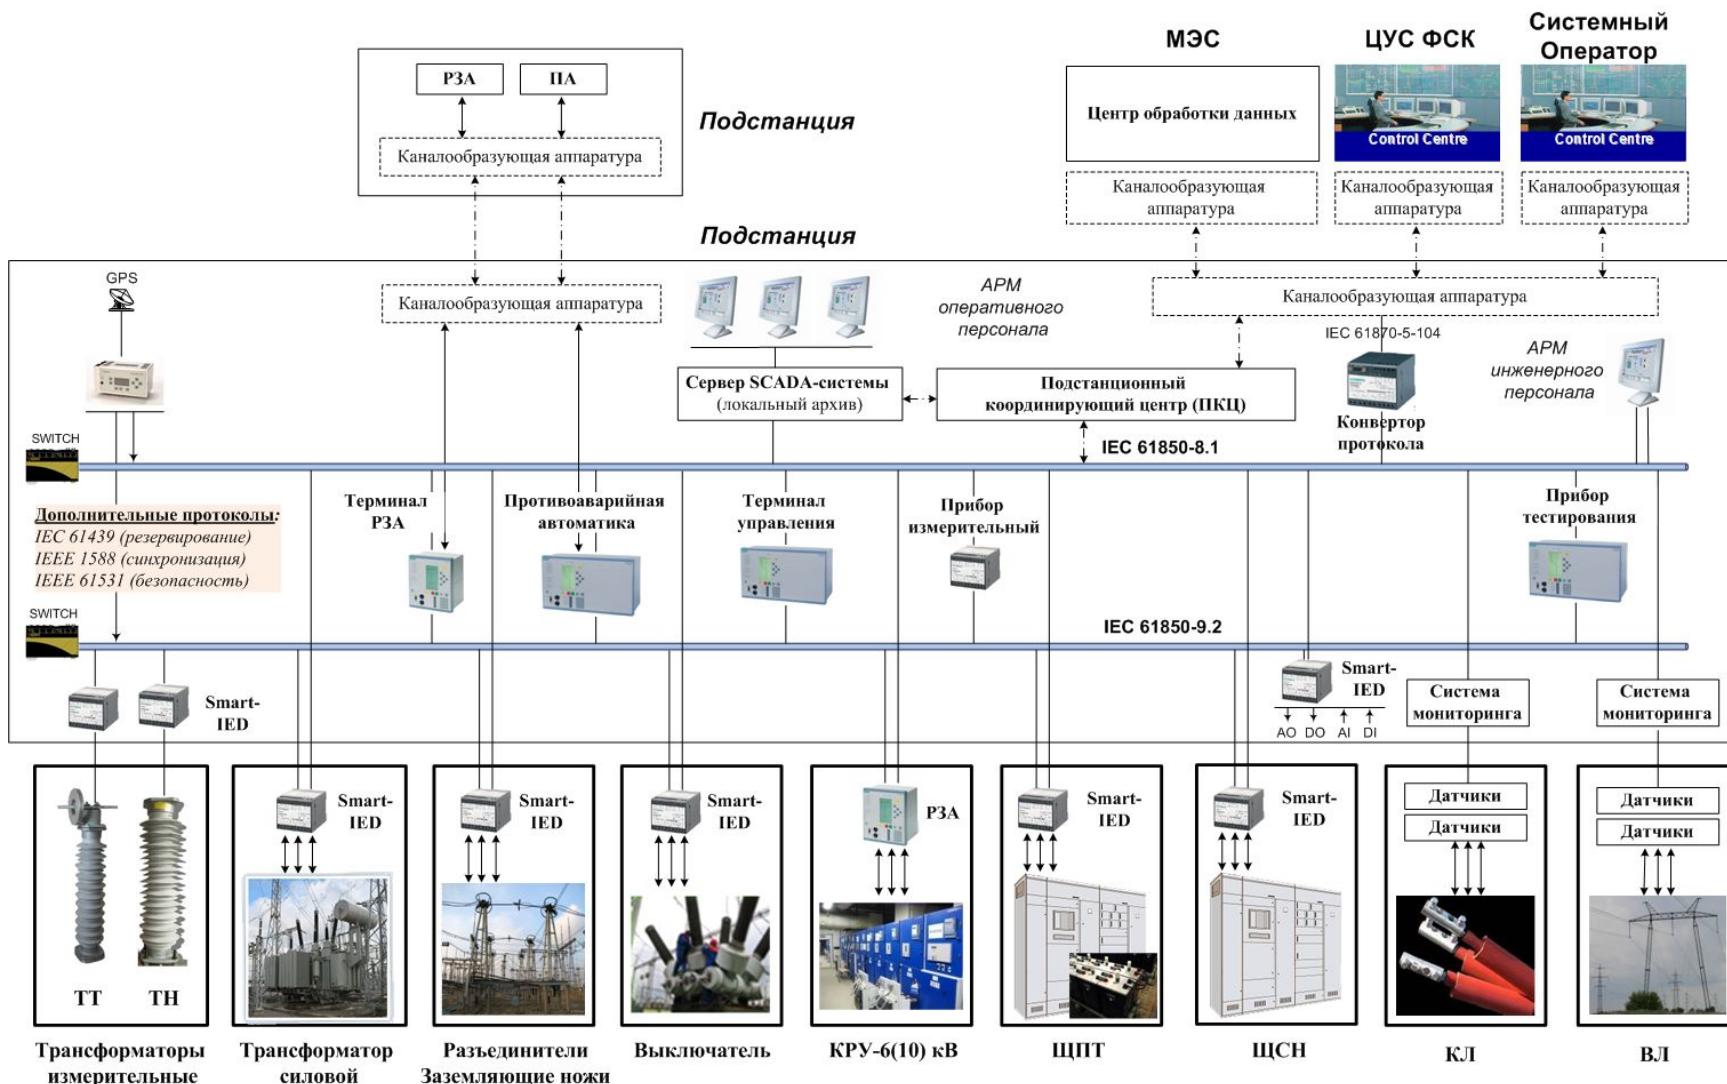 МЭС
ЦУС ФСК
Системный
Оператор
РЗА
ПА
Каналообразующая аппаратура
Подстанция
Центр обработки данных
Control Centre
Control Centre
Каналообразующая
аппаратура
Каналообразующая
аппаратура
Каналообразующая
аппаратура
Подстанция
GPS
Каналообразующая аппаратура
АРМ
оперативного
персонала
Каналообразующая аппаратура
IEC 61870-5-104
АРМ
инженерного
персонала
Сервер SCADA-системы
(локальный архив)
Подстанционный
координирующий центр (ПКЦ)
Конвертор
протокола
SWITCH
IEC 61850-8.1
Дополнительные протоколы:
IEC 61439 (резервирование)
IEEE 1588 (синхронизация)
IEEE 61531 (безопасность)
Терминал
РЗА
Противоаварийная
автоматика
Терминал
управления
Прибор
измерительный
Прибор
тестирования
SWITCH
IEC 61850-9.2
Smart-
IED
Smart-
IED
AO DO AI DI
Система
мониторинга
Система
мониторинга
Smart-
IED
Smart-
IED
Smart-
IED
РЗА
Smart-
IED
Smart-
IED
Датчики
Датчики
Датчики
Датчики
ТТ
ТН
Трансформаторы
измерительные
Трансформатор
силовой
Разъединители
Заземляющие ножи
Выключатель
КРУ-6(10) кВ
ЩПТ
ЩСН
КЛ
ВЛ